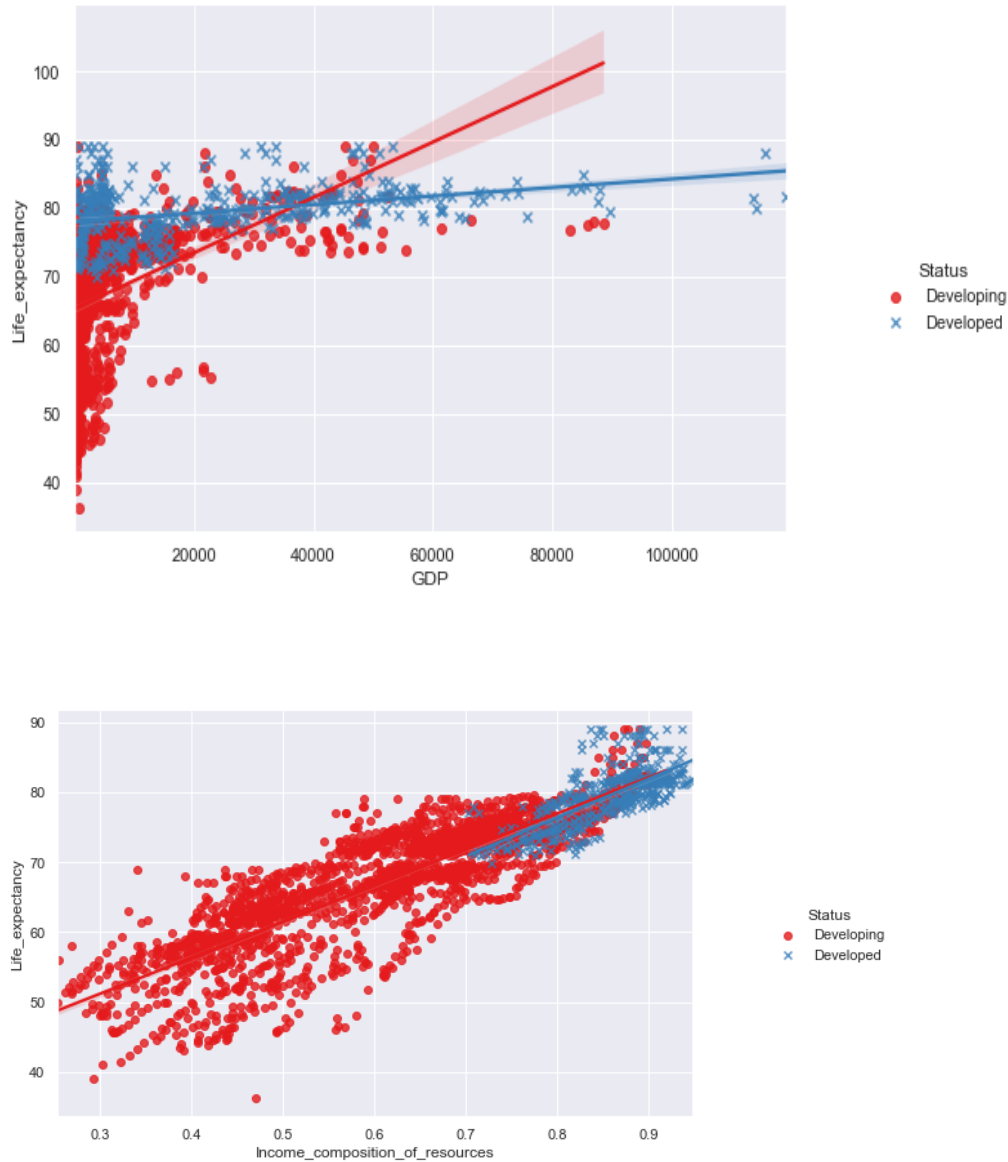 100
90
80
70
60
50
40
Life_expectancy
20000 40000 60000 80000 100000
GDP
Status
Developing
Developed
90
80
70
60
50
40
Life_expectancy
0.3 0.4 0.5 0.6 0.7 0.8 0.9
Income_composition_of_resources
Status
Developing
Developed